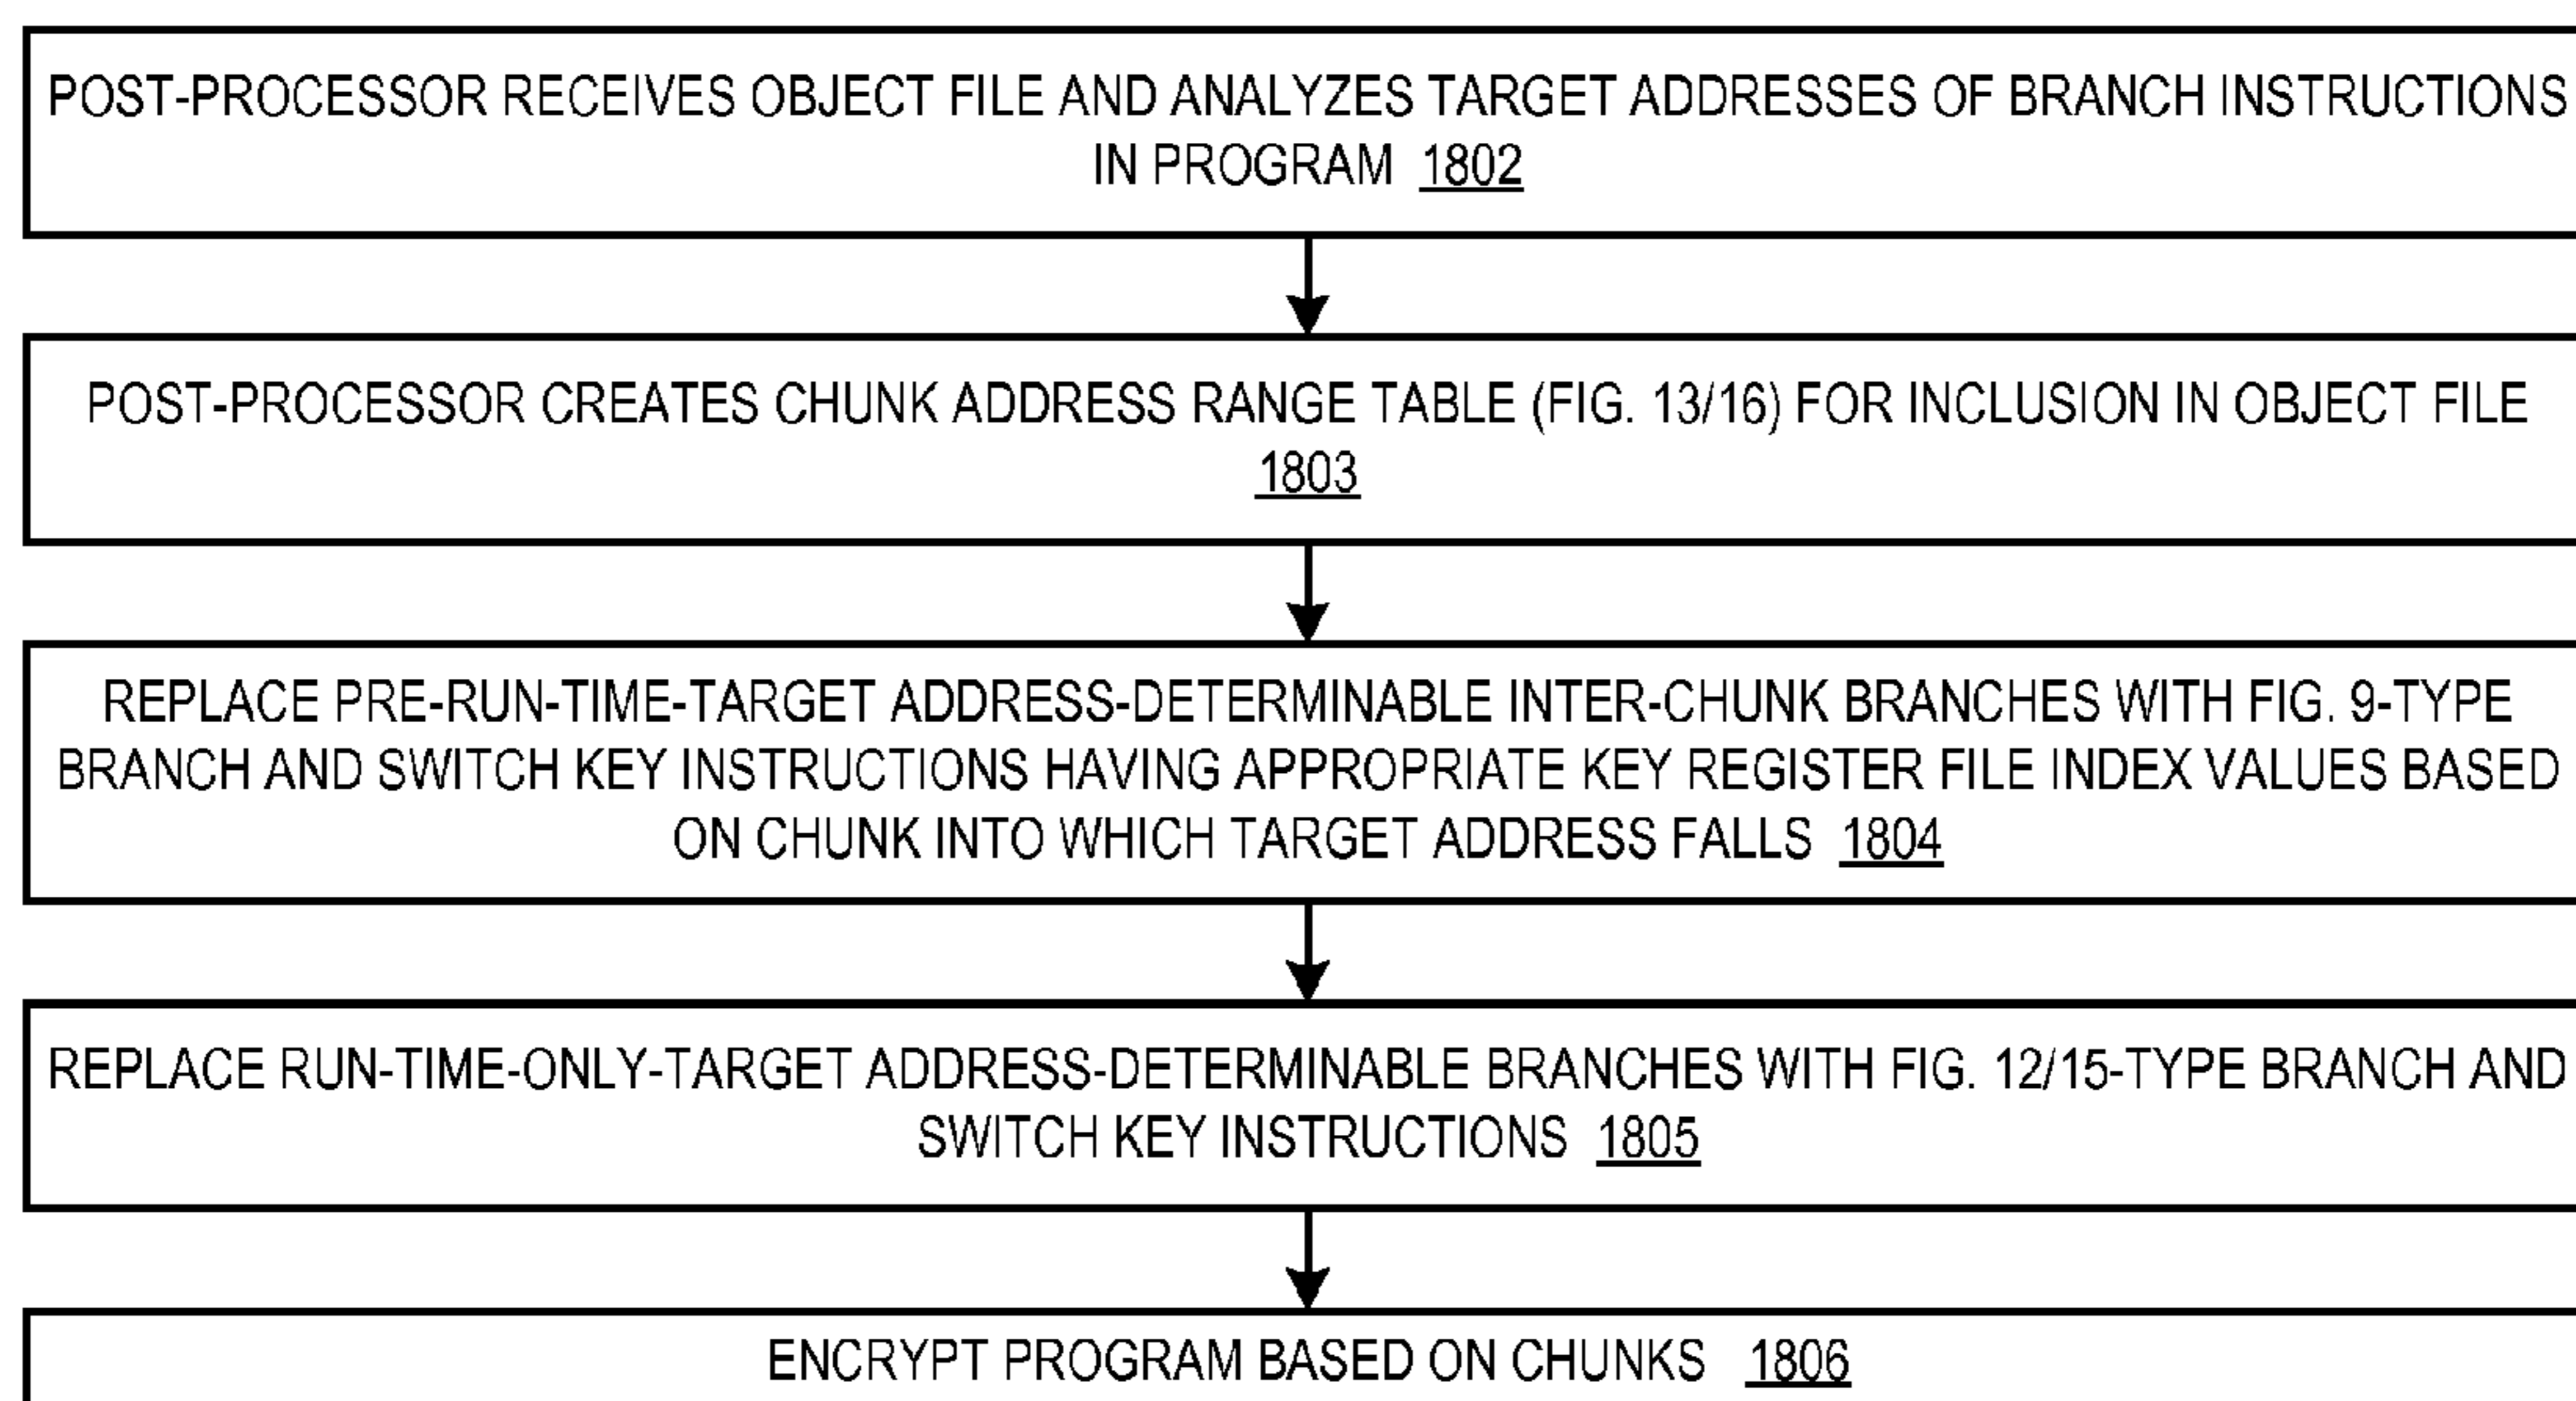 POST-PROCESSOR RECEIVES OBJECT FILE AND ANALYZES TARGET ADDRESSES OF BRANCH INSTRUCTIONS
IN PROGRAM 1802
POST-PROCESSOR CREATES CHUNK ADDRESS RANGE TABLE (FIG. 13/16) FOR INCLUSION IN OBJECT FILE
1803
REPLACE PRE-RUN-TIME-TARGET ADDRESS-DETERMINABLE INTER-CHUNK BRANCHES WITH FIG. 9-TYPE
BRANCH AND SWITCH KEY INSTRUCTIONS HAVING APPROPRIATE KEY REGISTER FILE INDEX VALUES BASED
ON CHUNK INTO WHICH TARGET ADDRESS FALLS 1804
REPLACE RUN-TIME-ONLY-TARGET ADDRESS-DETERMINABLE BRANCHES WITH FIG. 12/15-TYPE BRANCH AND
SWITCH KEY INSTRUCTIONS 1805
ENCRYPT PROGRAM BASED ON CHUNKS 1806